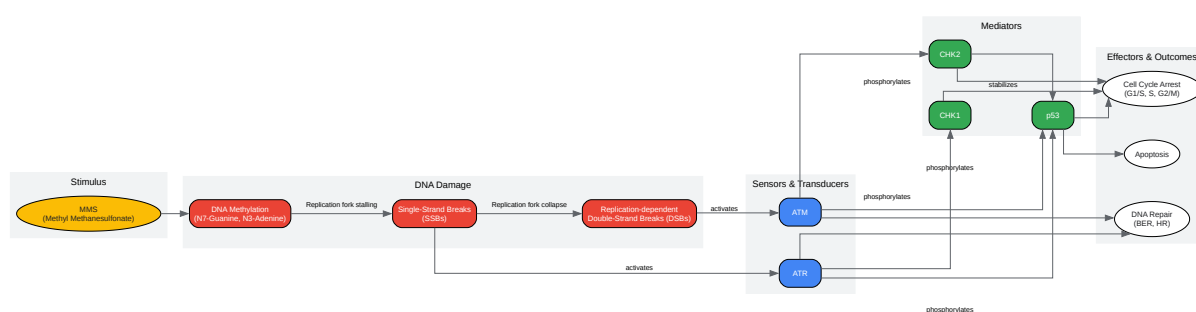 Mediators
CHK2
Effectors & Outcomes
phosphorylates
stabilizes
Cell Cycle Arrest
(G1/S, S, G2/M)
CHK1
p53
Apoptosis
phosphorylates
Stimulus
DNA Damage
Sensors & Transducers
MMS
(Methyl Methanesulfonate)
DNA Methylation
(N7-Guanine, N3-Adenine)
Replication fork stalling
Single-Strand Breaks
(SSBs)
Replication fork collapse
Replication-dependent
Double-Strand Breaks (DSBs)
activates
ATM
phosphorylates
DNA Repair
(BER, HR)
activates
ATR
phosphorylates